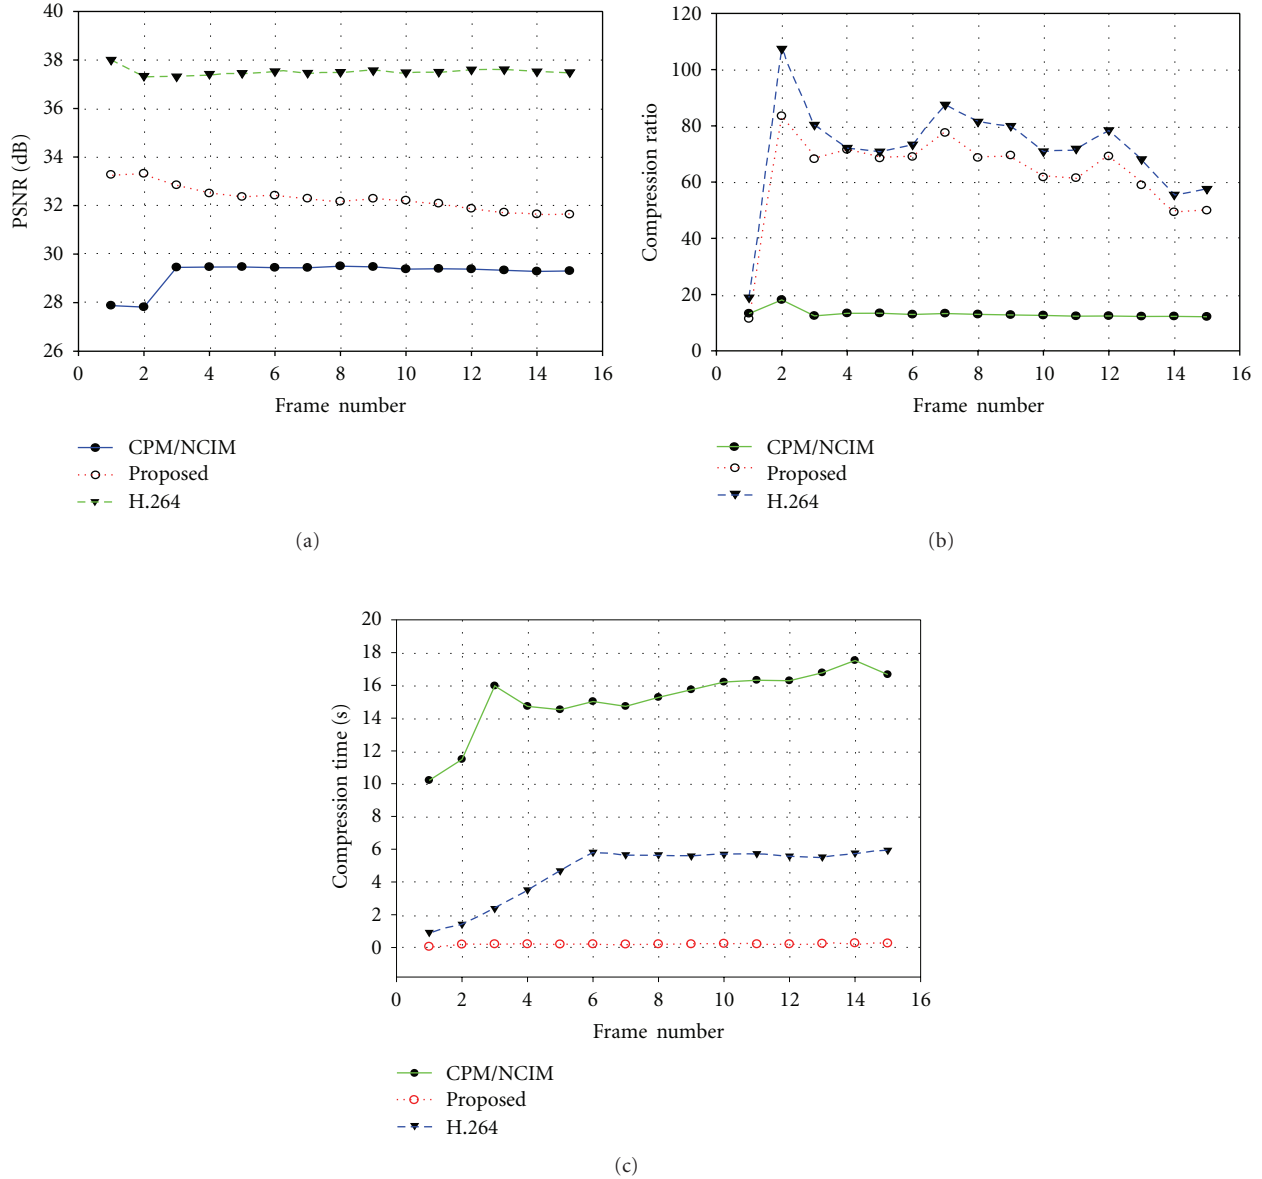 40
38
36
34
32
30
28
26
PSNR (dB)
0 2 4 6 8 10 12 14 16
Frame number
CPM/NCIM
Proposed
H.264
(a)
120
100
80
60
40
20
0
Compression ratio
0 2 4 6 8 10 12 14 16
Frame number
CPM/NCIM
Proposed
H.264
(b)
20
18
16
14
12
10
8
6
4
2
0
Compression time (s)
0 2 4 6 8 10 12 14 16
Frame number
CPM/NCIM
Proposed
H.264
(c)